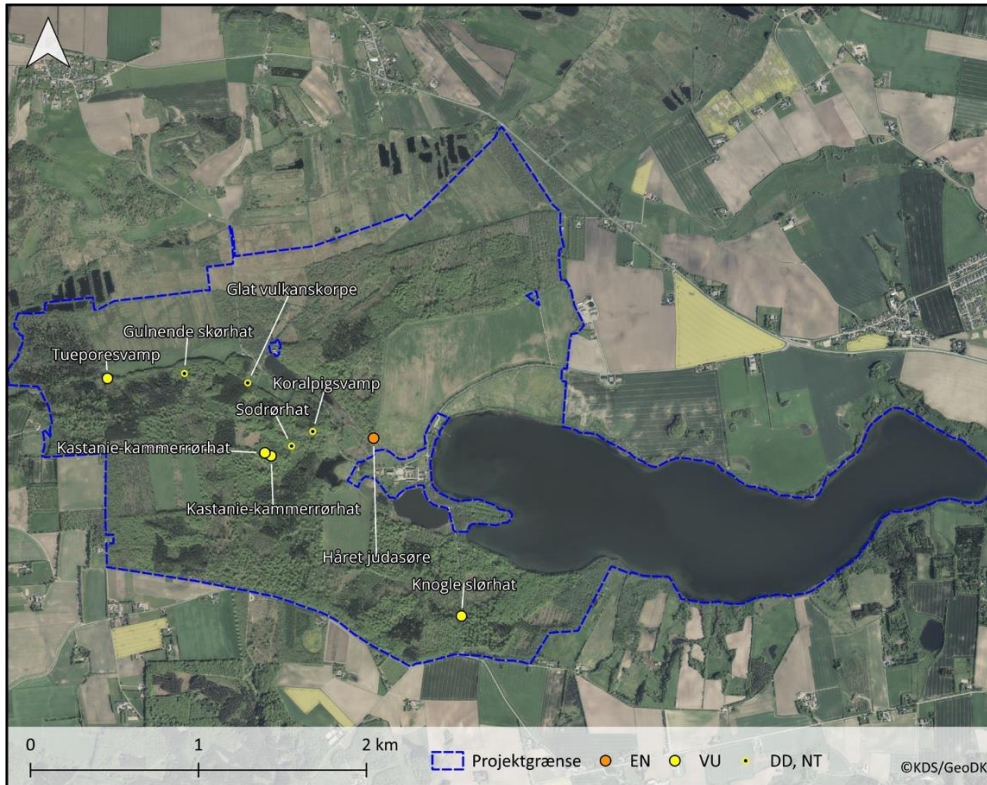 Glat vulkanskorpe
Gulnende skørhat
Tueporesvamp
Koralpigsvamp
Sodrørhat
Kastanie-kammerrørhat
Kastanie-kammerrørhat
Håret judasøre
Knogle slørhat
0 1 2 km
Projektgrænse EN VU DD, NT
©KDS/GeoDK